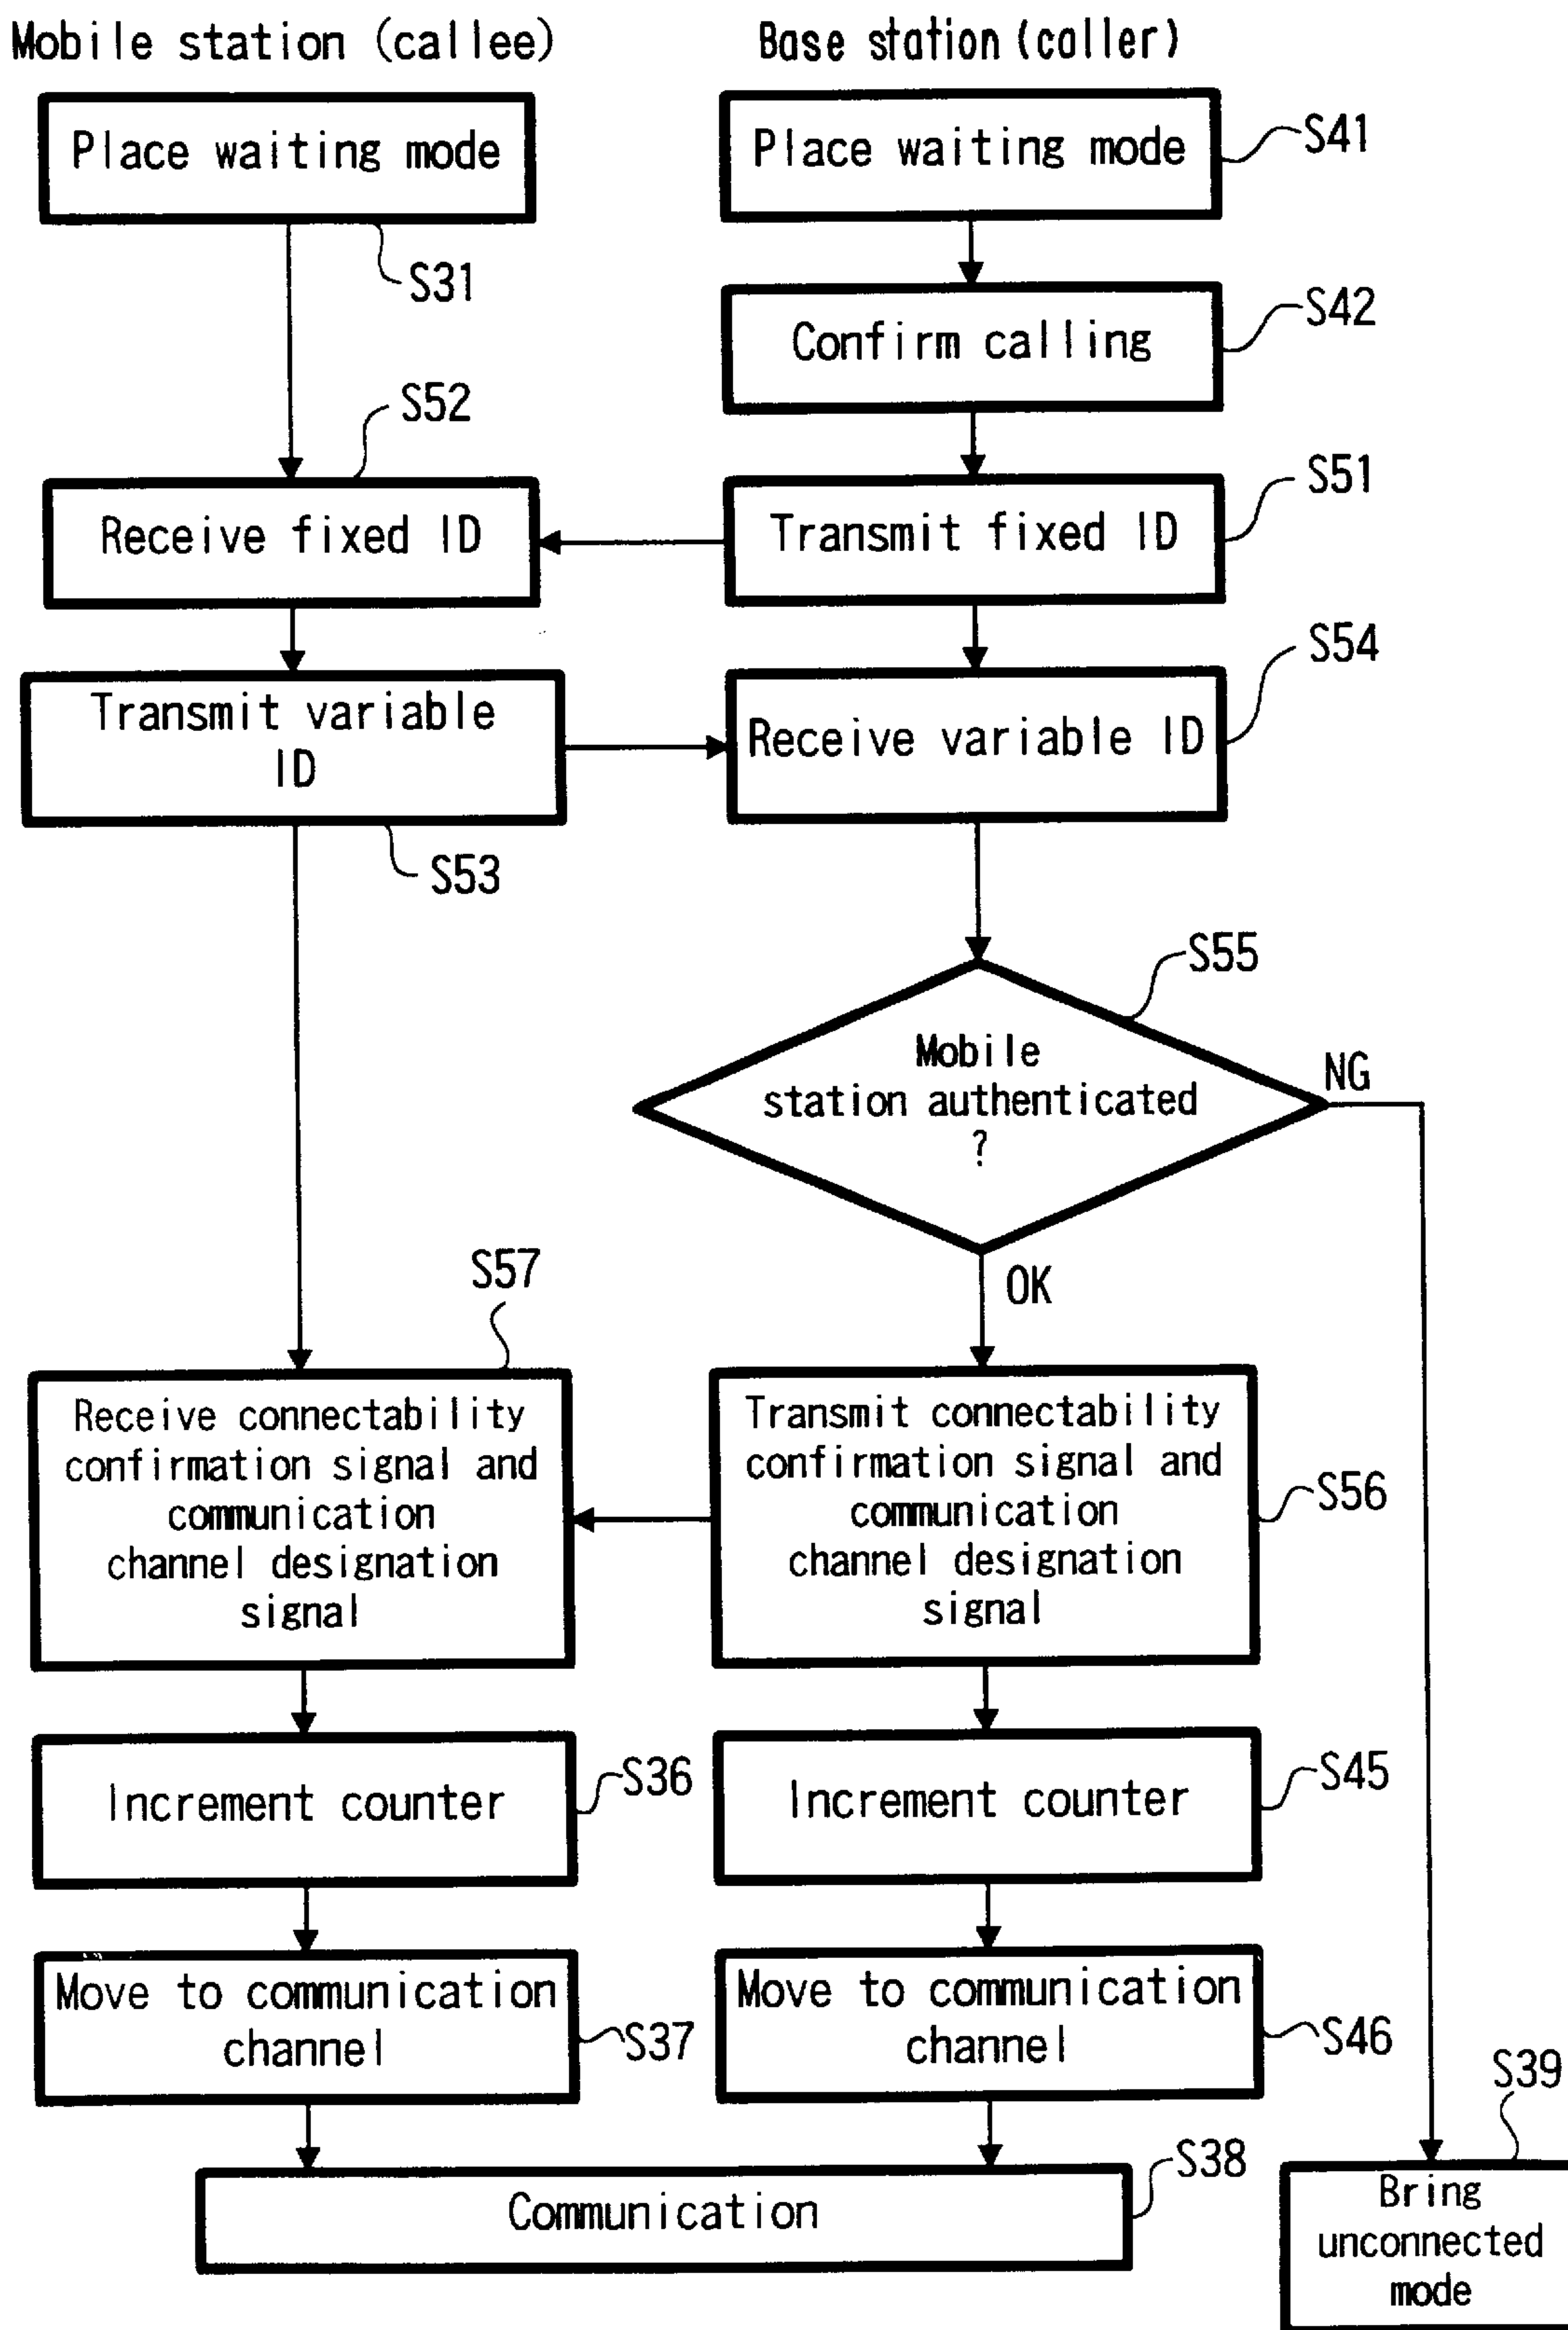 Mobile station (callee)
Base station (caller)
Place waiting mode
S31
Place waiting mode
S41
Confirm calling
S42
S52
Receive fixed ID
Transmit fixed ID
S51
Transmit variable
ID
S53
Receive variable ID
S54
S55
Mobile
station authenticated
?
NG
OK
S57
Receive connectability
confirmation signal and
communication
channel designation
signal
Transmit connectability
confirmation signal and
communication
channel designation
signal
S56
Increment counter
S36
Increment counter
S45
Move to communication
channel
S37
Move to communication
channel
S46
Communication
S38
S39
Bring
unconnected
mode